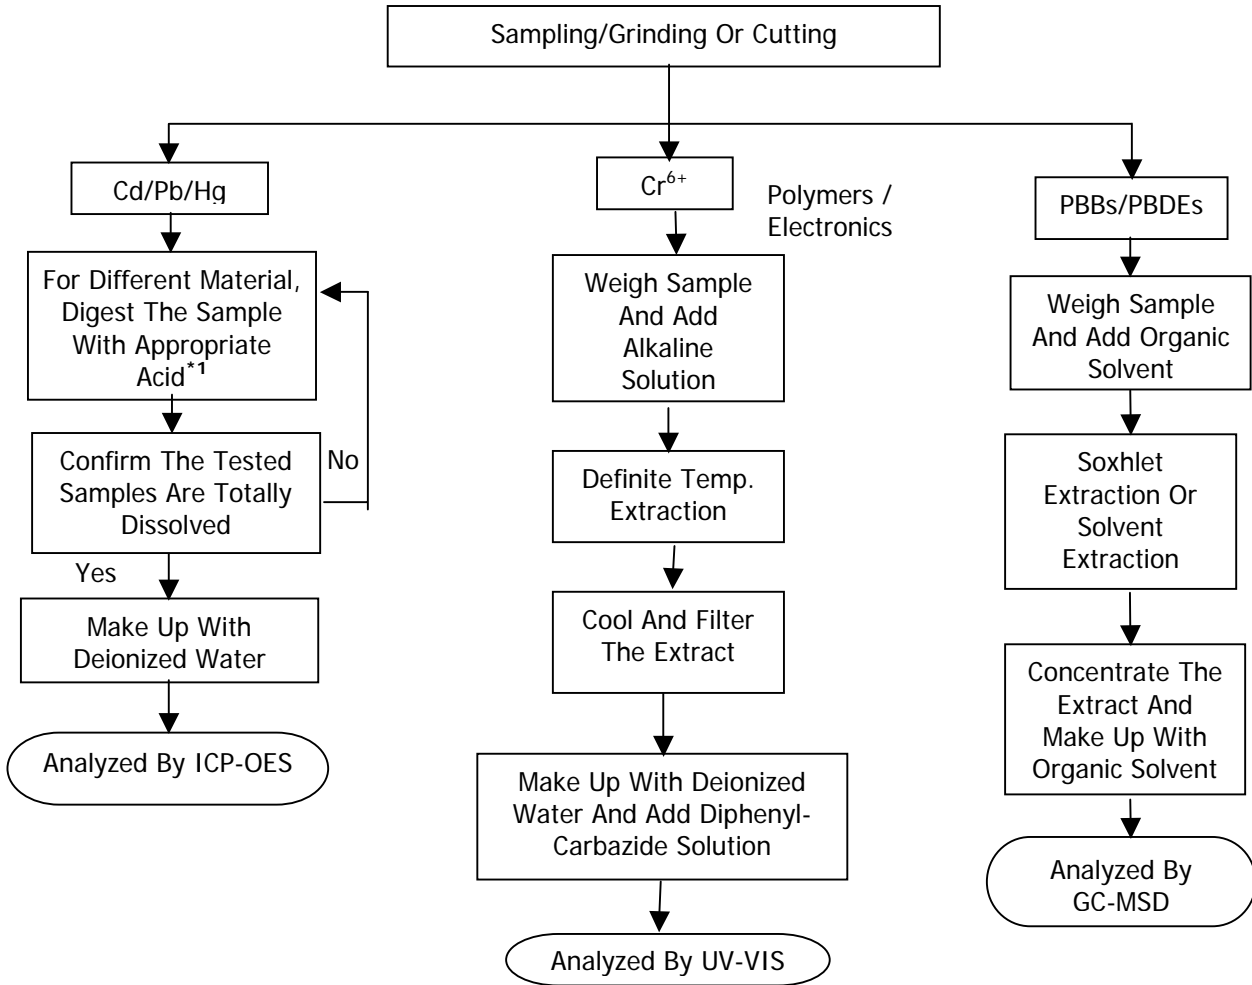 Sampling/Grinding Or Cutting
Cd/Pb/Hg
For Different Material,
Digest The Sample
With Appropriate
Acid*1
Confirm The Tested
Samples Are Totally
Dissolved
No
Yes
Make Up With
Deionized Water
Analyzed By ICP-OES
Cr6+
Polymers /
Electronics
Weigh Sample
And Add
Alkaline
Solution
Definite Temp.
Extraction
Cool And Filter
The Extract
Make Up With Deionized
Water And Add Diphenyl-
Carbazide Solution
Analyzed By UV-VIS
PBBs/PBDEs
Weigh Sample
And Add Organic
Solvent
Soxhlet
Extraction Or
Solvent
Extraction
Concentrate The
Extract And
Make Up With
Organic Solvent
Analyzed By
GC-MSD